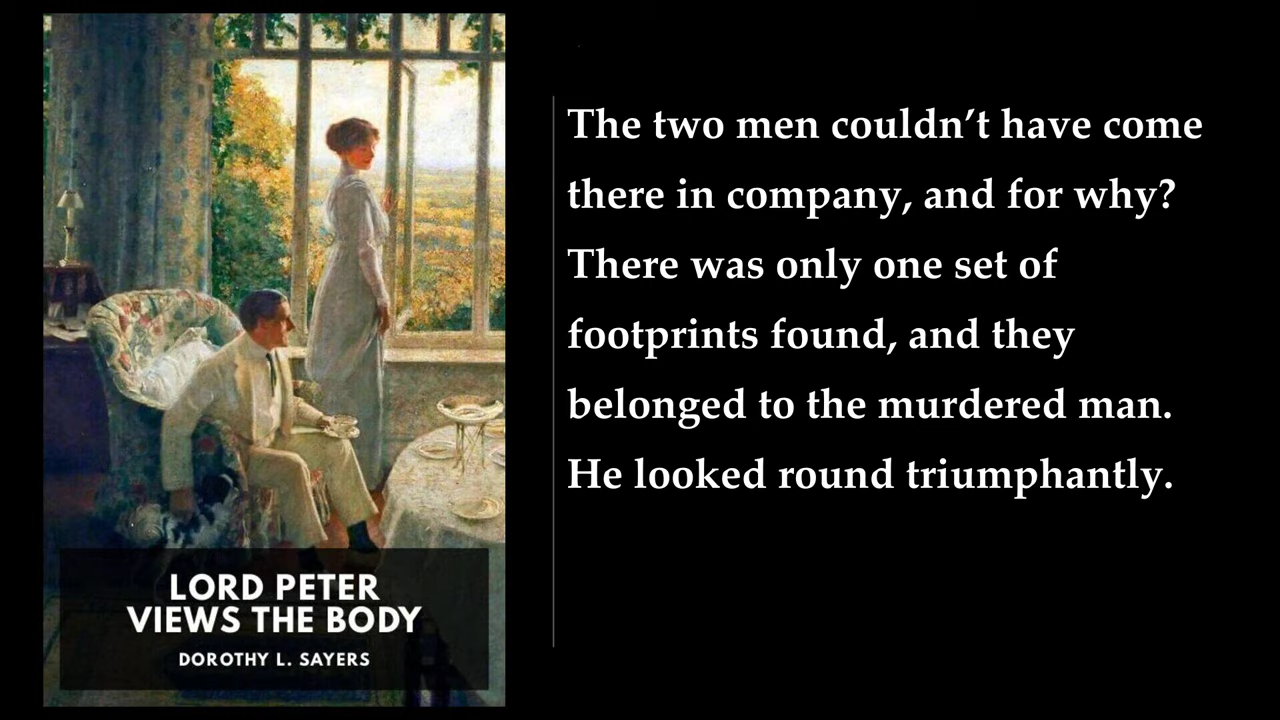 LORD PETER
VIEWS THE BODY
DOROTHY L. SAYERS
The two men couldn’t have come
there in company, and for why?
There was only one set of
footprints found, and they
belonged to the murdered man.
He looked round triumphantly.